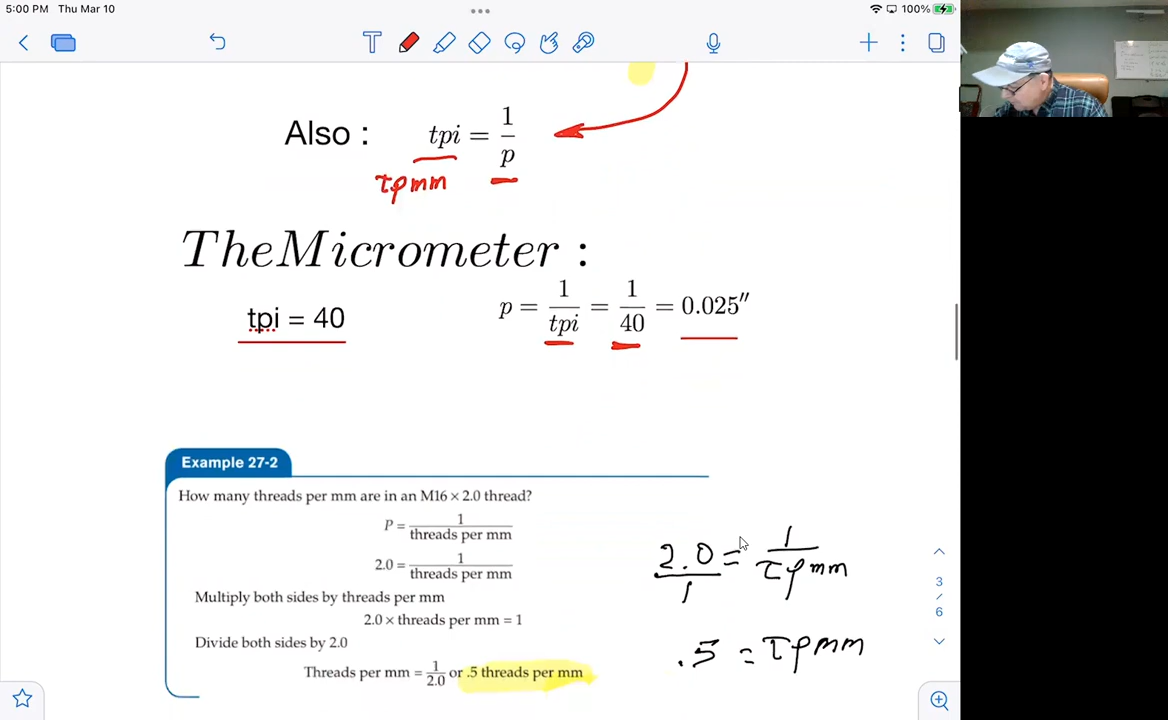 5:00 PM Thu Mar 10
100%
Also : tpi = 1/p
TPmm
TheMicrometer :
tpi = 40
p = 1/tpi = 1/40 = 0.025″
Example 27-2
How many threads per mm are in an M16 × 2.0 thread?
P = 1/threads per mm
2.0 = 1/threads per mm
Multiply both sides by threads per mm
2.0 × threads per mm = 1
Divide both sides by 2.0
Threads per mm = 1/2.0 or .5 threads per mm
2.0/1 = 1/TPmm
.5 = TPmm
3
/
6